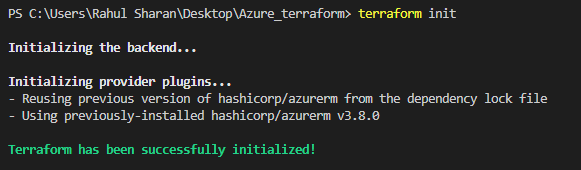 PS C:\Users\Rahul Sharan\Desktop\Azure_terraform> terraform init
Initializing the backend...
Initializing provider plugins...
- Reusing previous version of hashicorp/azurerm from the dependency lock file
- Using previously-installed hashicorp/azurerm v3.8.0
Terraform has been successfully initialized!